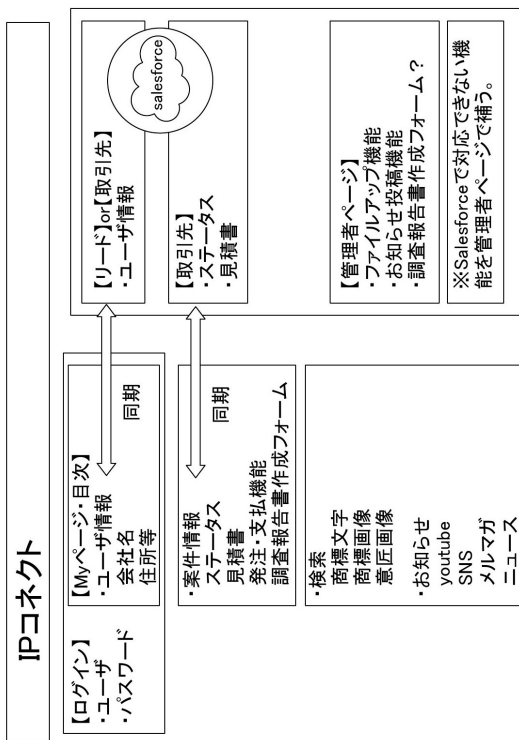 IPコネクト
【ログイン】
・ユーザ
・パスワード
【Myページ・目次】
・ユーザ情報
会社名
住所等
同期
【リード】or【取引先】
・ユーザ情報
salesforce
・案件情報
ステータス
見積書
発注・支払機能
調査報告書作成フォーム
同期
【取引先】
・ステータス
・見積書
・検索
商標文字
商標画像
意匠画像
・お知らせ
youtube
SNS
メルマガ
ニュース
【管理者ページ】
・ファイルアップ機能
・お知らせ投稿機能
・調査報告書作成フォーム？
※Salesforceで対応できない機
能を管理者ページで補う。